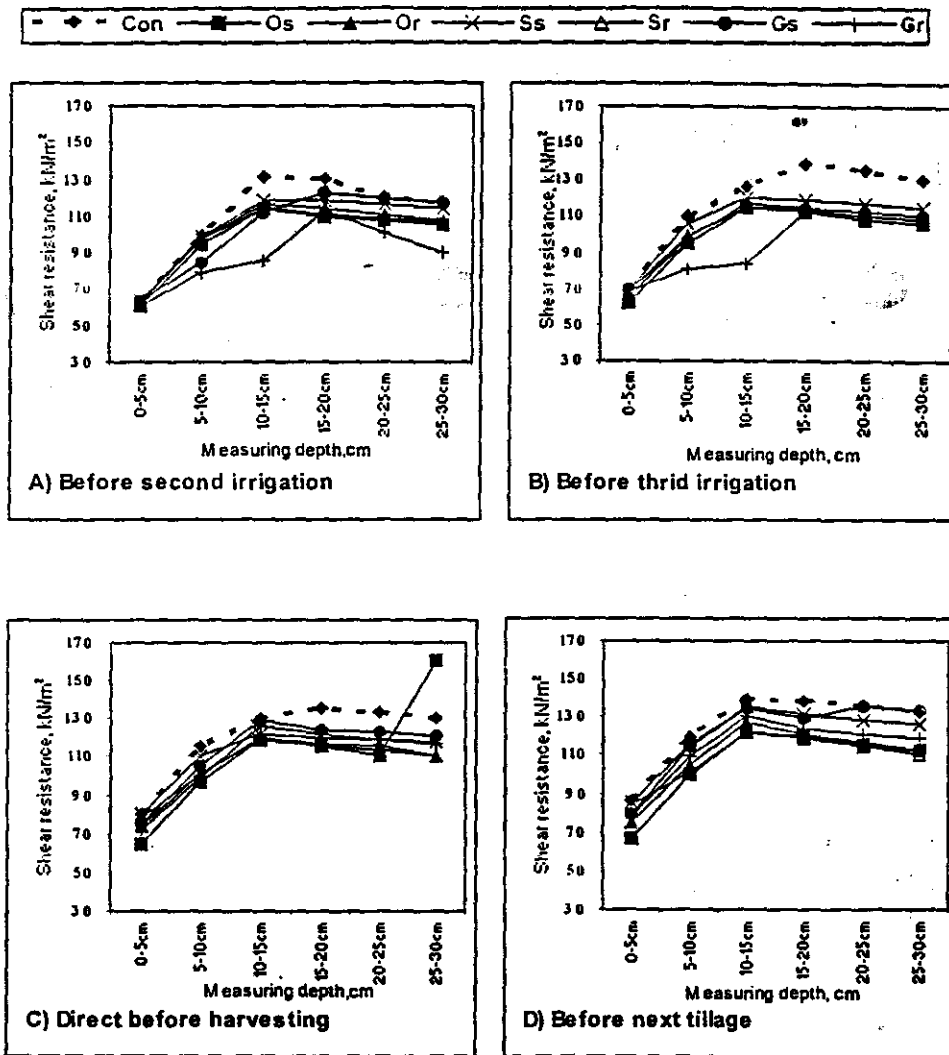 Con Os Or Ss Sr Gs Gr
170
150
130
110
90
70
50
30
Shear resistance, kN/m²
0-5cm
5-10cm
10-15cm
15-20cm
20-25cm
25-30cm
Measuring depth,cm
A) Before second irrigation
170
150
130
110
90
70
50
30
Shear resistance, kN/m²
0-5cm
5-10cm
10-15cm
15-20cm
20-25cm
25-30cm
Measuring depth, cm
B) Before thrid irrigation
170
150
130
110
90
70
50
30
Shear resistance, kN/m²
0-5cm
5-10cm
10-15cm
15-20cm
20-25cm
25-30cm
Measuring depth,cm
C) Direct before harvesting
170
150
130
110
90
70
50
30
Shear resistance, kN/m²
0-5cm
5-10cm
10-15cm
15-20cm
20-25cm
25-30cm
Measuring depth, cm
D) Before next tillage